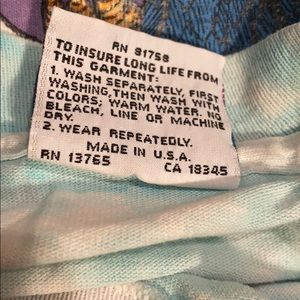 RN 81758
TO INSURE LONG LIFE FROM
THIS GARMENT:
1. WASH SEPARATELY, FIRST
WASHING, THEN WASH WITH
COLORS; WARM WATER. NO
BLEACH, LINE OR MACHINE
DRY.
2. WEAR REPEATEDLY.
MADE IN U.S.A.
RN 13765 CA 18345